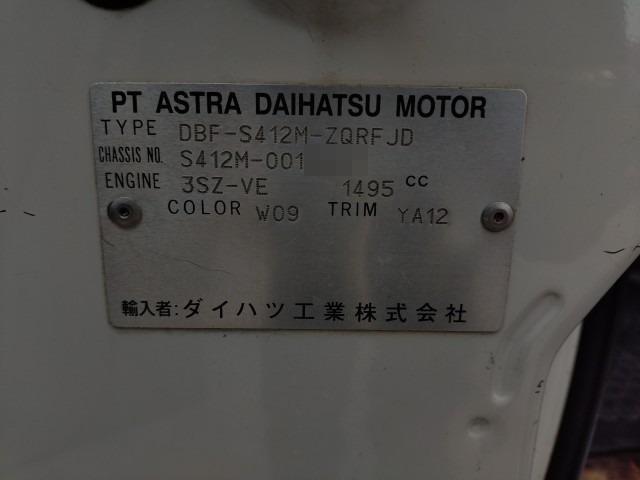 PT ASTRA DAIHATSU MOTOR
TYPE DBF-S412M-ZQRFJD
CHASSIS NO. S412M-001
ENGINE 3SZ-VE 1495 CC
COLOR W09 TRIM YA12
輸入者:ダイハツ工業株式会社